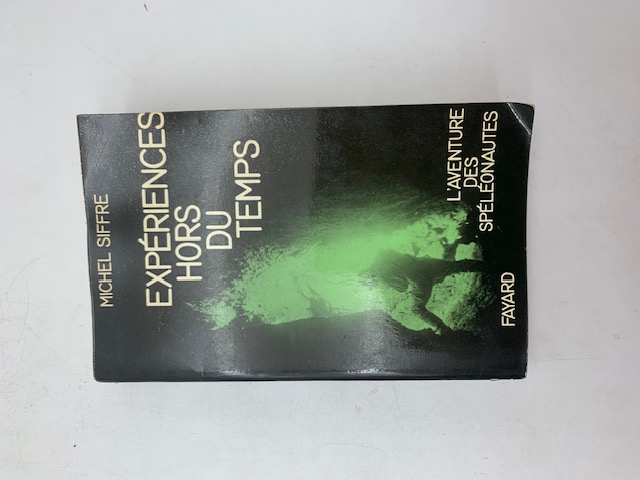 MICHEL SIFFRE
EXPÉRIENCES
HORS
DU
TEMPS
L'AVENTURE
DES
SPÉLÉONAUTES
FAYARD